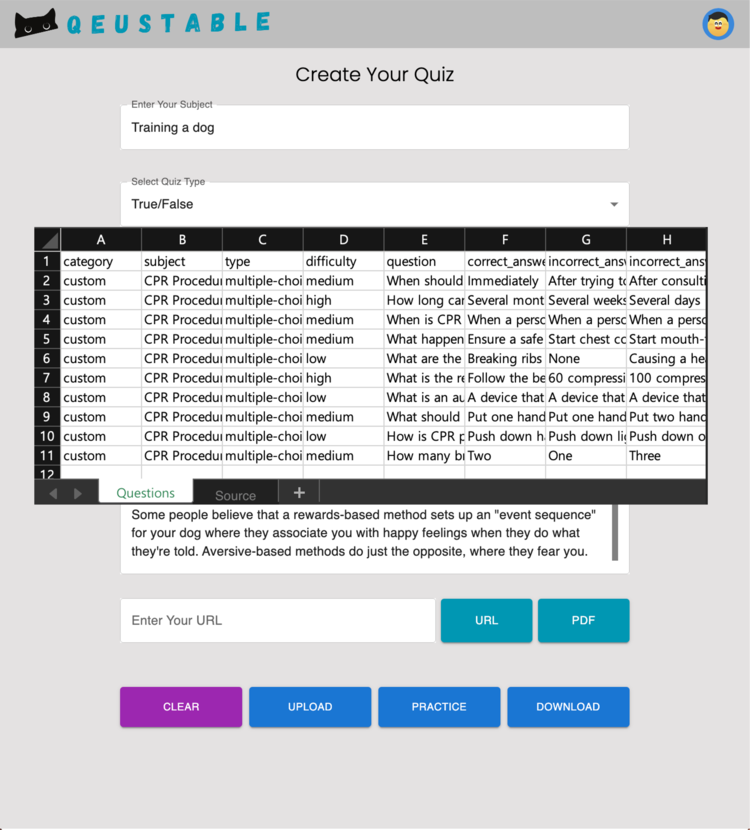 QEUSTABLE
Create Your Quiz
Enter Your Subject
Training a dog
Select Quiz Type
True/False
A B C D E F G H
1 category subject type difficulty question correct_answe incorrect_ans incorrect_ans
2 custom CPR Procedu multiple-choi medium When should Immediately After trying to After consulti
3 custom CPR Procedu multiple-choi high How long can Several mont Several weeks Several days
4 custom CPR Procedu multiple-choi medium When is CPR When a perso When a perso When a perso
5 custom CPR Procedu multiple-choi medium What happen Ensure a safe Start chest co Start mouth-
6 custom CPR Procedu multiple-choi low What are the Breaking ribs None Causing a hea
7 custom CPR Procedu multiple-choi high What is the re Follow the be 60 compressi 100 compres
8 custom CPR Procedu multiple-choi low What is an au A device that A device that A device that
9 custom CPR Procedu multiple-choi medium What should Put one hand Put one hand Put two hand
10 custom CPR Procedu multiple-choi low How is CPR p Push down h Push down li Push down o
11 custom CPR Procedu multiple-choi medium How many br Two One Three
12
Questions Source +
Some people believe that a rewards-based method sets up an "event sequence"
for your dog where they associate you with happy feelings when they do what
they're told. Aversive-based methods do just the opposite, where they fear you.
Enter Your URL URL PDF
CLEAR UPLOAD PRACTICE DOWNLOAD